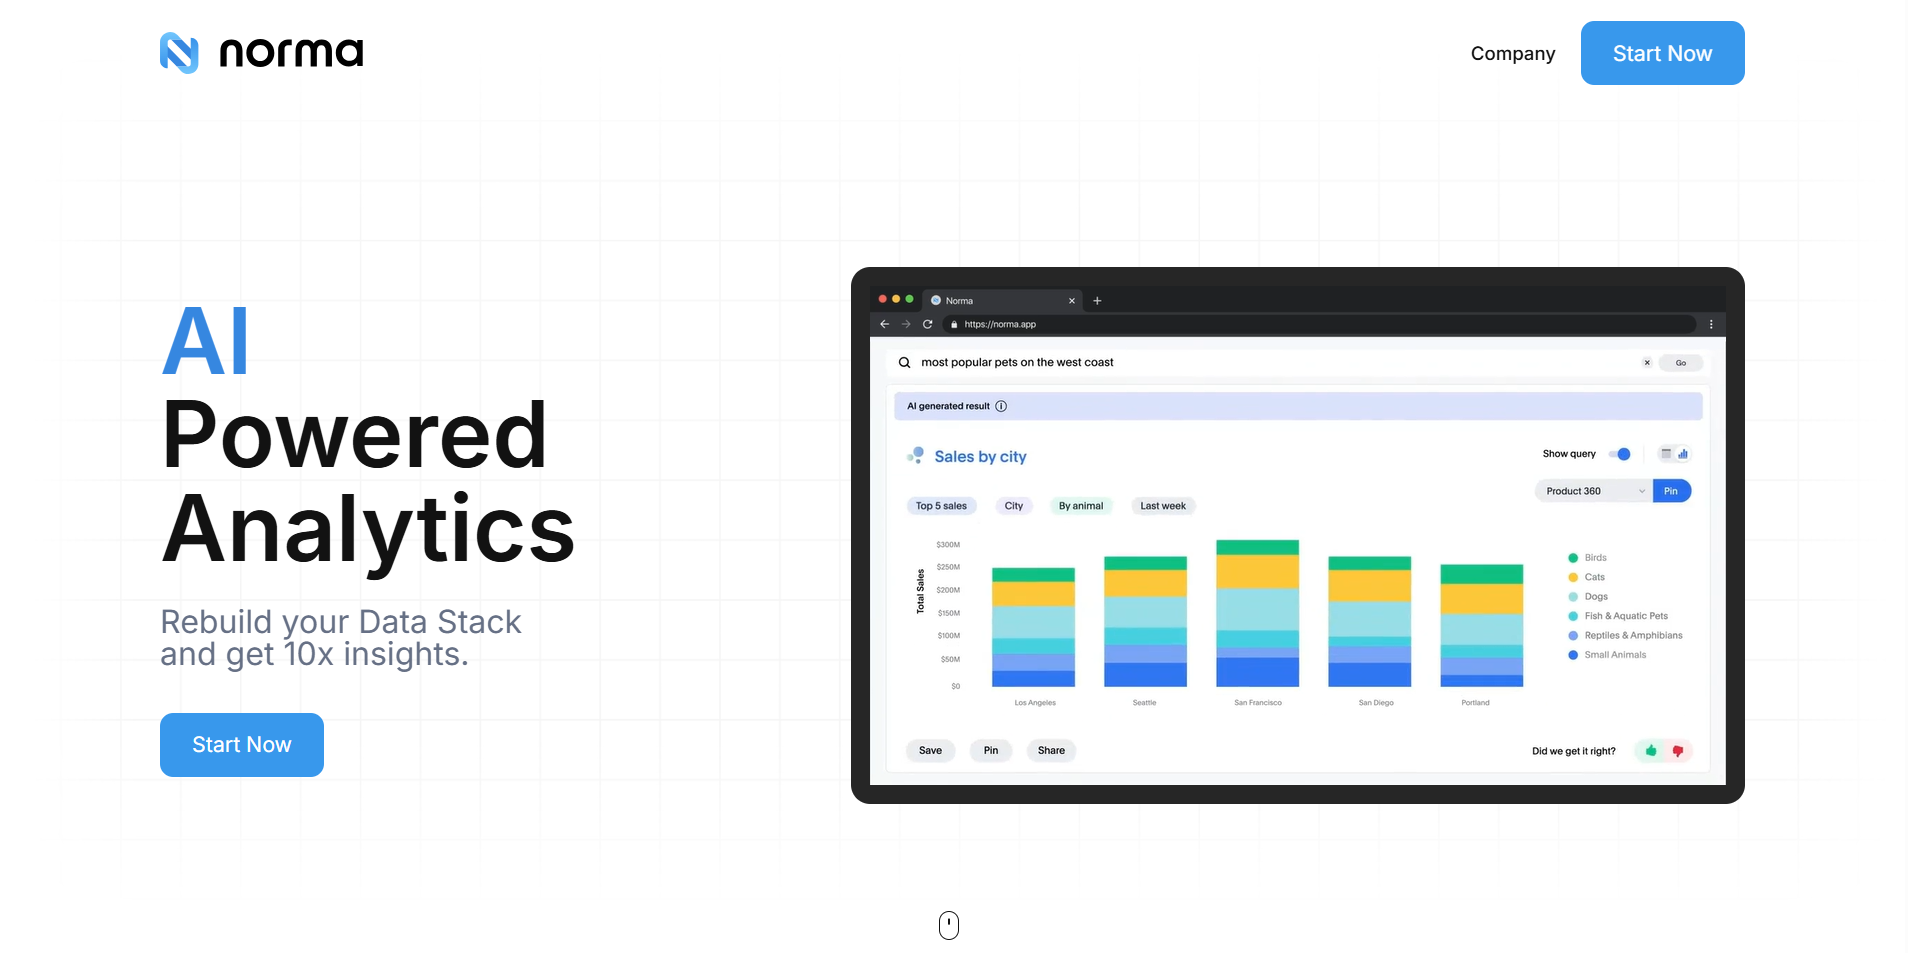 norma
Company
Start Now
AI
Powered
Analytics
Rebuild your Data Stack
and get 10x insights.
Start Now
Norma
https://norma.app
most popular pets on the west coast
Go
AI generated result
Sales by city
Show query
Product 360
Pin
Top 5 sales
City
By animal
Last week
Total Sales
$300M
$250M
$200M
$150M
$100M
$50M
$0
Los Angeles
Seattle
San Francisco
San Diego
Portland
Birds
Cats
Dogs
Fish & Aquatic Pets
Reptiles & Amphibians
Small Animals
Save
Pin
Share
Did we get it right?